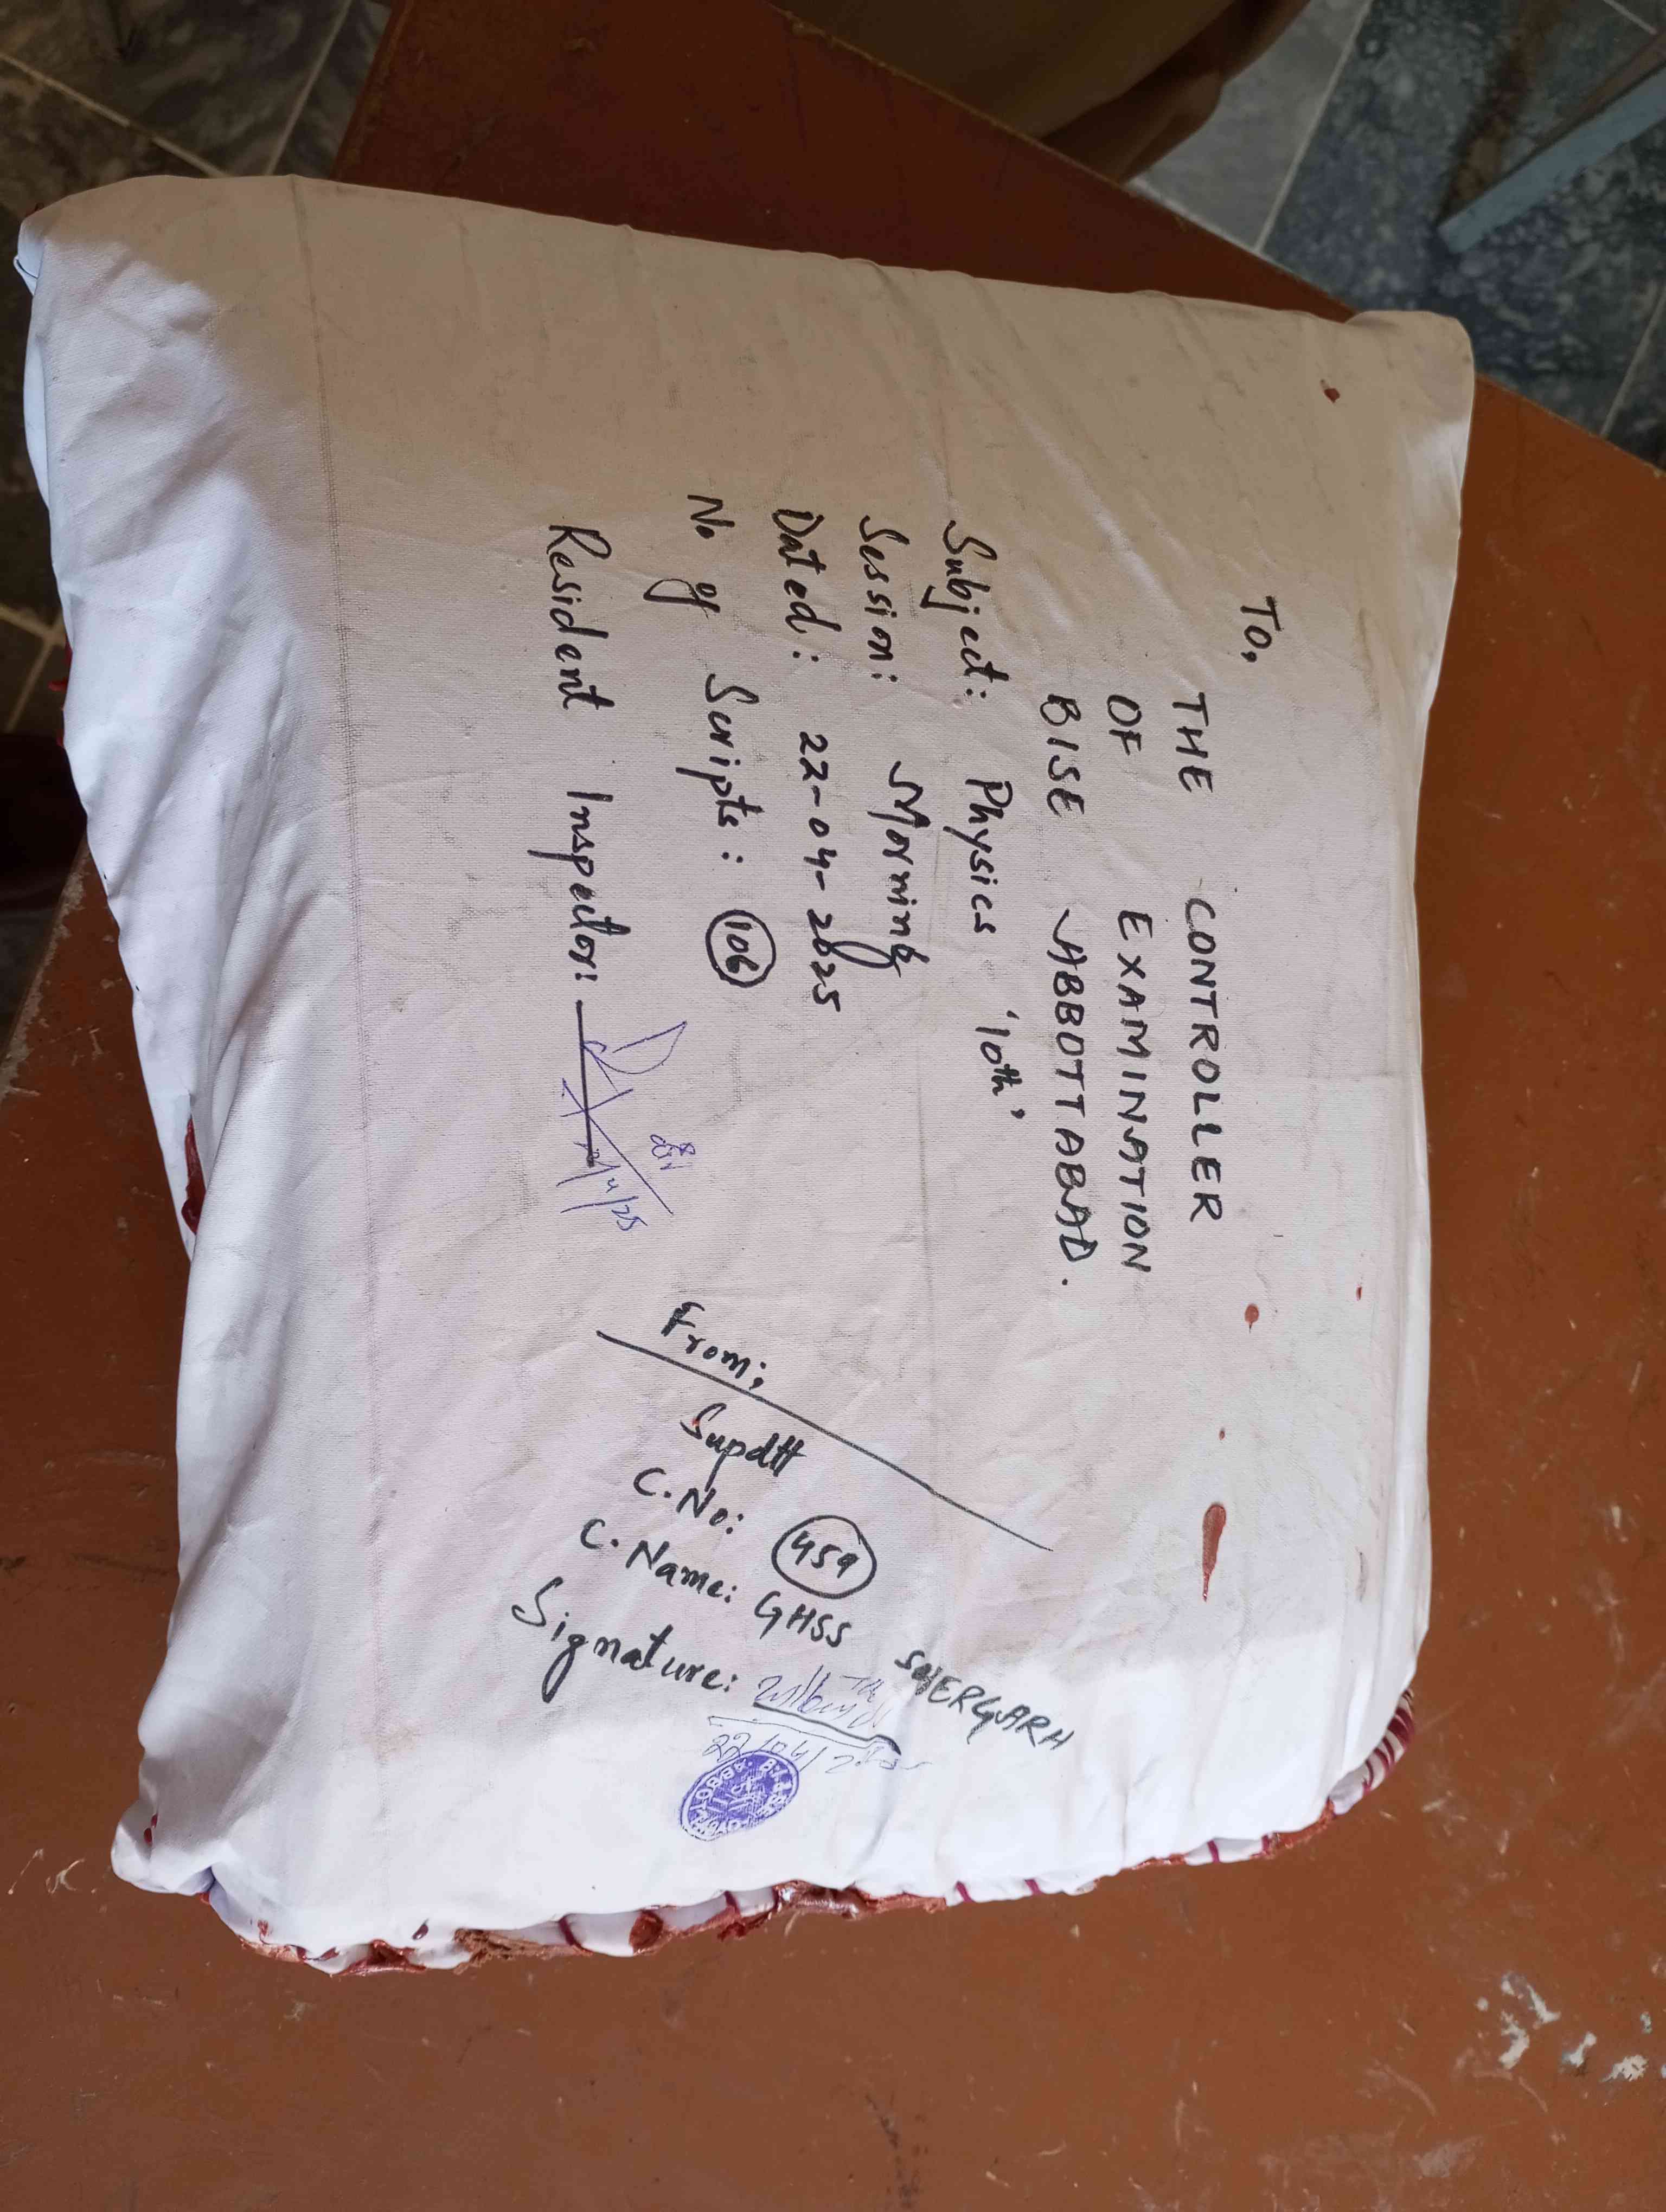 To,
THE CONTROLLER
OF EXAMINATION
BISE ABBOTTABAD.
Subject: Physics '10th'
Session: Morning
Dated: 22-04-2025
No of Scripts: 106
Resident Inspector:
From;
Supdtt
C.No: 459
C. Name: GHSS SHERGARH
Signature:
22/04/2025